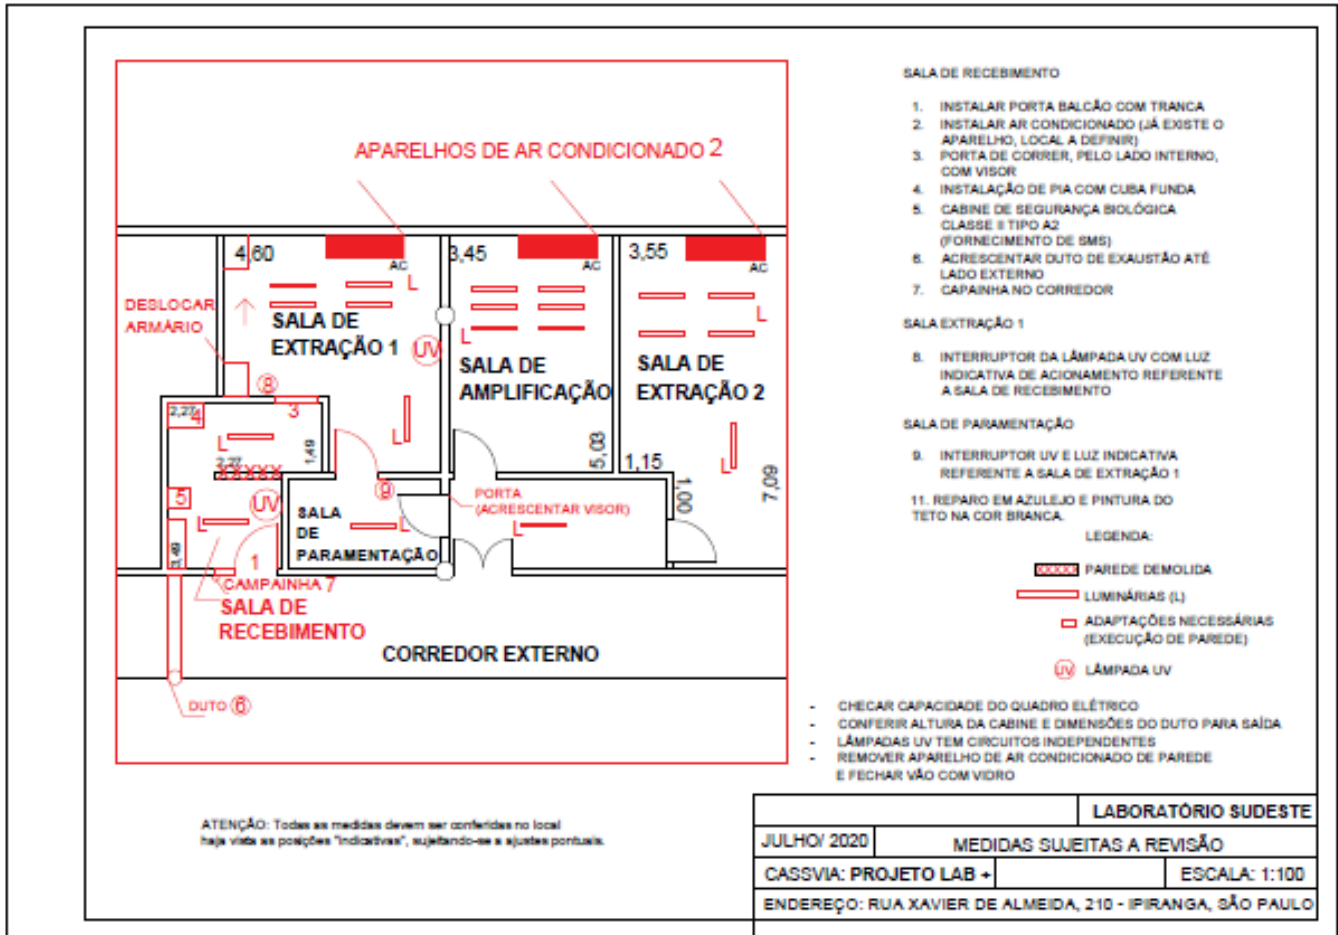 APARELHOS DE AR CONDICIONADO 2
4,60
3,45
3,55
AC
AC
AC
L
DESLOCAR
ARMÁRIO
SALA DE
EXTRAÇÃO 1
UV
L
L
SALA DE
AMPLIFICAÇÃO
SALA DE
EXTRAÇÃO 2
8
2,27
4
3
L
L
2,27
XXXXX
1,49
5,03
1,15
L
1,00
7,09
5
UV
9
PORTA
(ACRESCENTAR VISOR)
SALA
DE
PARAMENTAÇÃO
L
L
L
3,49
1
CAMPAINHA 7
SALA DE
RECEBIMENTO
CORREDOR EXTERNO
DUTO 6
ATENÇÃO: Todas as medidas devem ser conferidas no local
haja vista as posições "indicativas", sujeitando-se a ajustes pontuais.
SALA DE RECEBIMENTO
1. INSTALAR PORTA BALCÃO COM TRANCA
2. INSTALAR AR CONDICIONADO (JÁ EXISTE O
APARELHO, LOCAL A DEFINIR)
3. PORTA DE CORRER, PELO LADO INTERNO,
COM VISOR
4. INSTALAÇÃO DE PIA COM CUBA FUNDA
5. CABINE DE SEGURANÇA BIOLÓGICA
CLASSE II TIPO A2
(FORNECIMENTO DE SMS)
6. ACRESCENTAR DUTO DE EXAUSTÃO ATÉ
LADO EXTERNO
7. CAPAINHA NO CORREDOR
SALA EXTRAÇÃO 1
8. INTERRUPTOR DA LÂMPADA UV COM LUZ
INDICATIVA DE ACIONAMENTO REFERENTE
A SALA DE RECEBIMENTO
SALA DE PARAMENTAÇÃO
9. INTERRUPTOR UV E LUZ INDICATIVA
REFERENTE A SALA DE EXTRAÇÃO 1
11. REPARO EM AZULEJO E PINTURA DO
TETO NA COR BRANCA.
LEGENDA:
XXXXX PAREDE DEMOLIDA
LUMINÁRIAS (L)
ADAPTAÇÕES NECESSÁRIAS
(EXECUÇÃO DE PAREDE)
UV LÂMPADA UV
- CHECAR CAPACIDADE DO QUADRO ELÉTRICO
- CONFERIR ALTURA DA CABINE E DIMENSÕES DO DUTO PARA SAÍDA
- LÂMPADAS UV TEM CIRCUITOS INDEPENDENTES
- REMOVER APARELHO DE AR CONDICIONADO DE PAREDE
E FECHAR VÃO COM VIDRO
LABORATÓRIO SUDESTE
JULHO/ 2020 MEDIDAS SUJEITAS A REVISÃO
CASSVIA: PROJETO LAB + ESCALA: 1:100
ENDEREÇO: RUA XAVIER DE ALMEIDA, 210 - IPIRANGA, SÃO PAULO